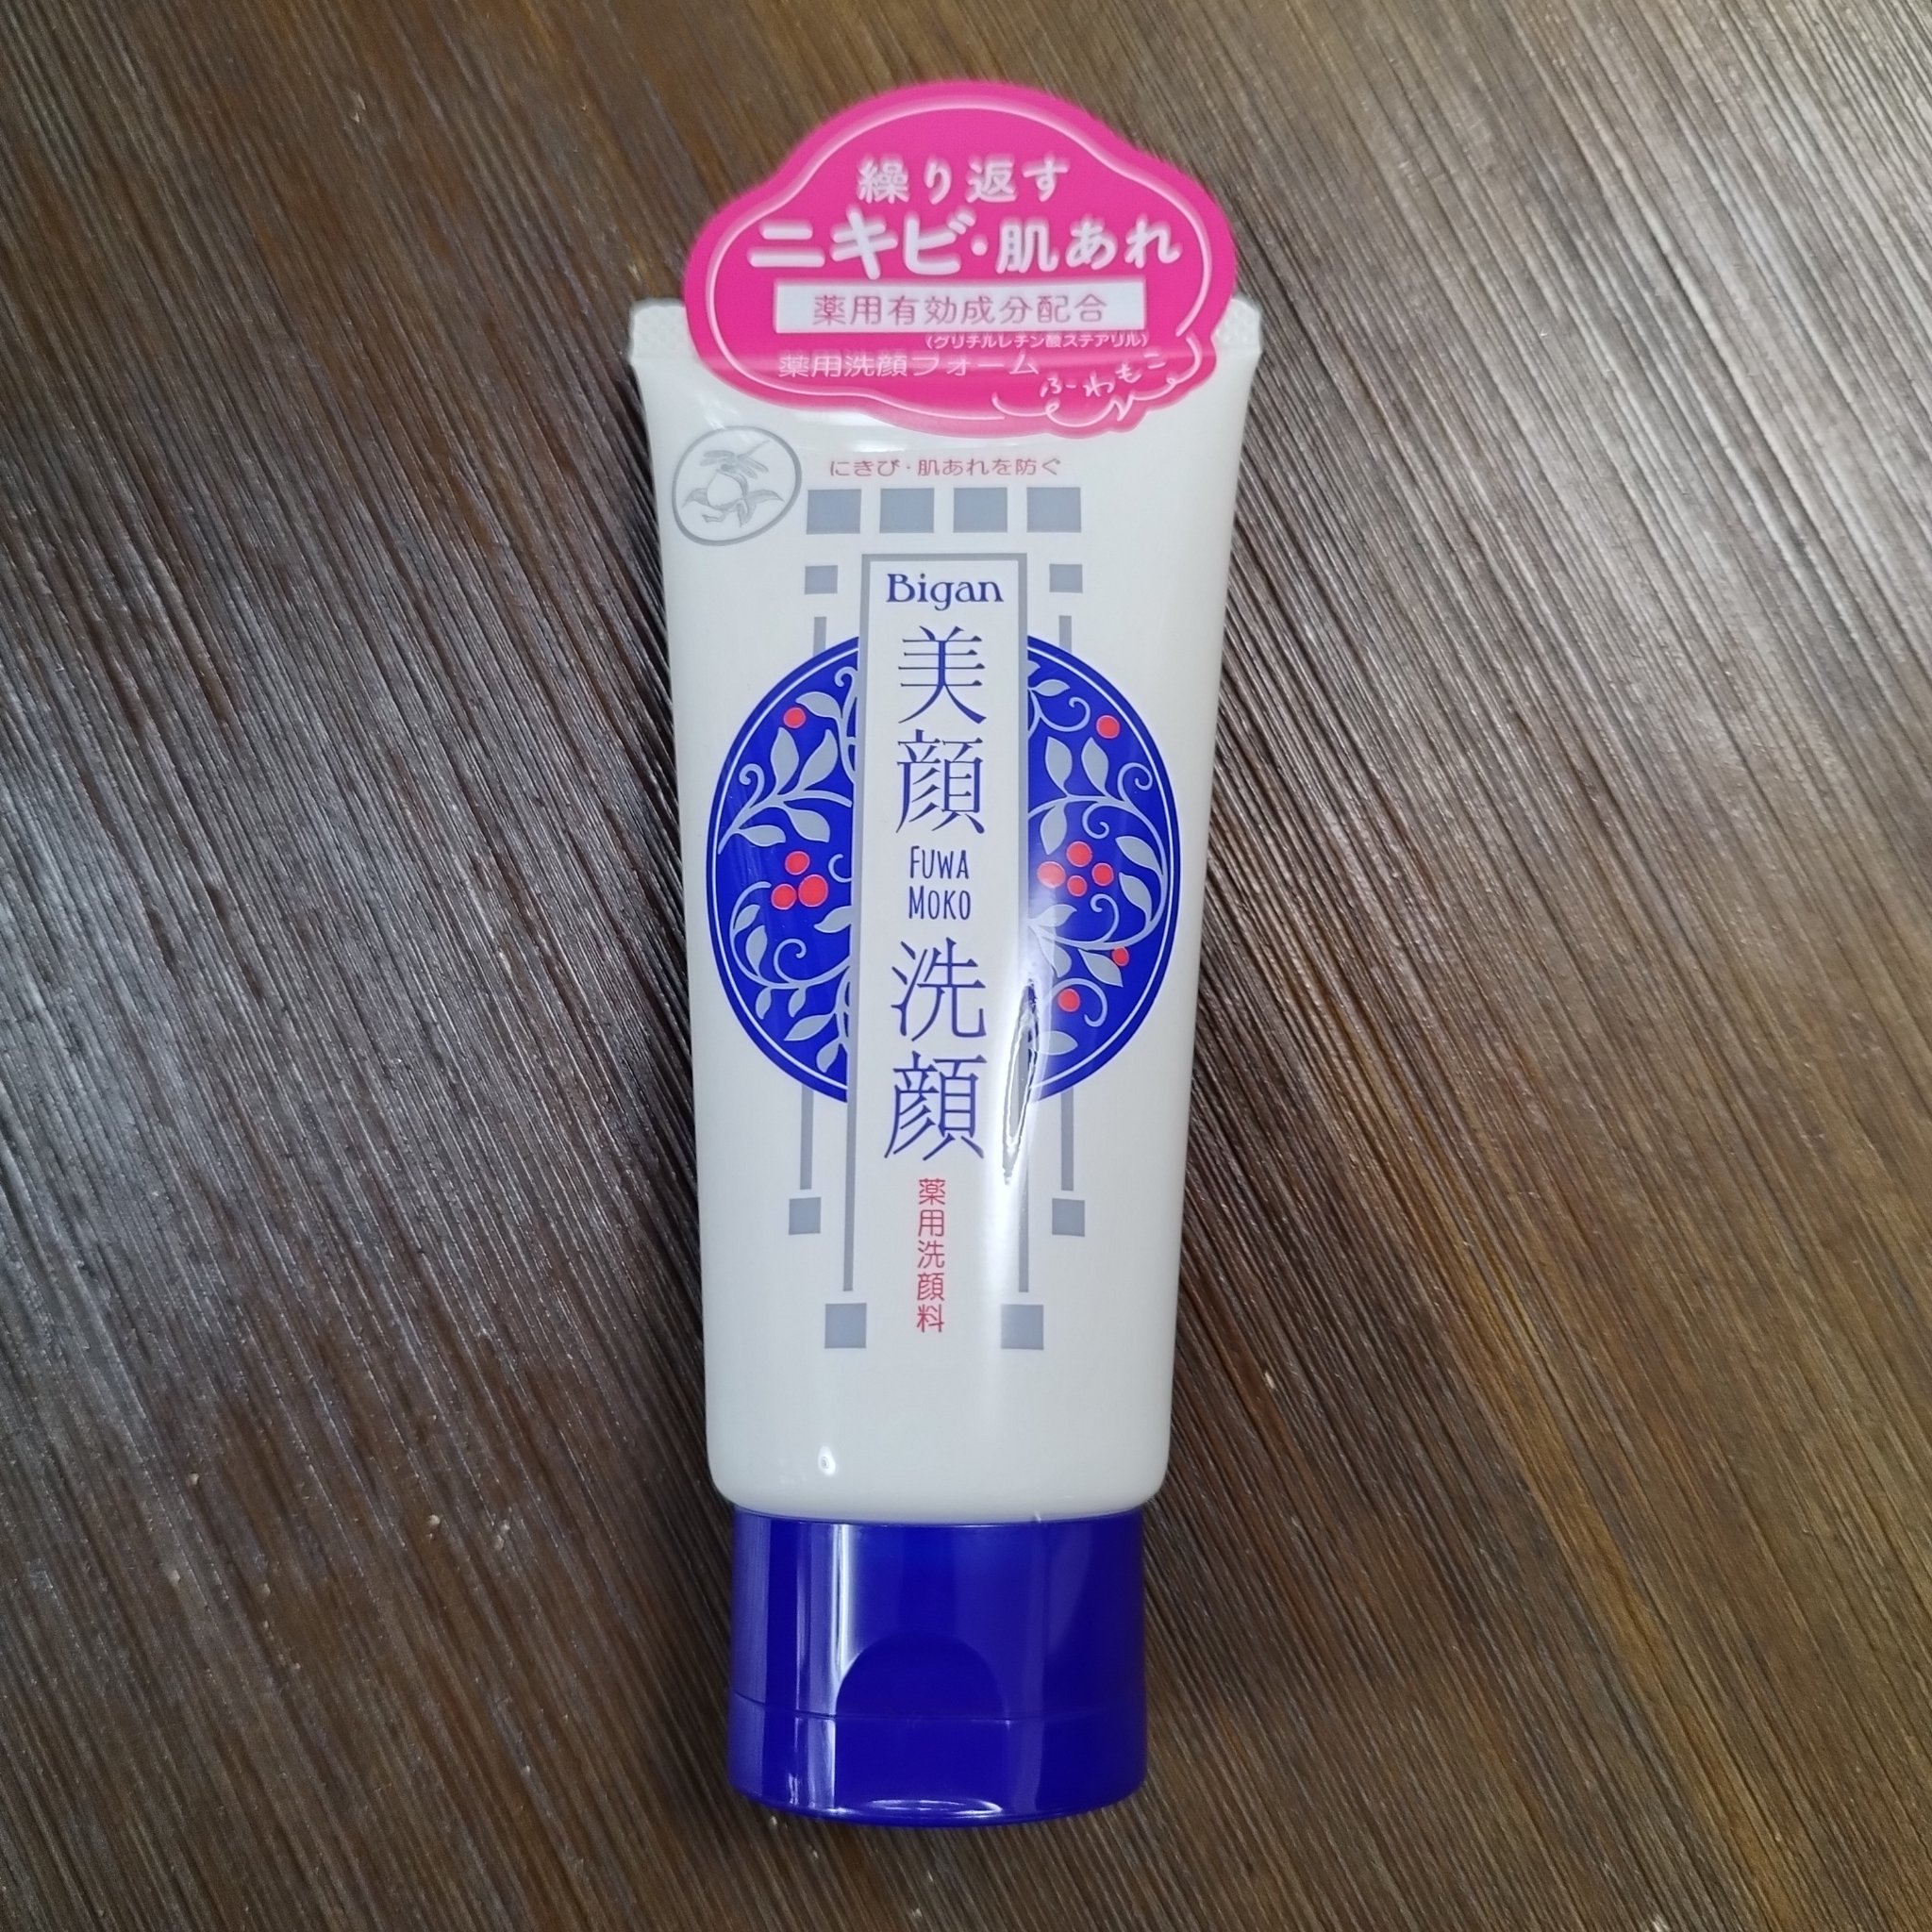 繰り返す
ニキビ・肌あれ
薬用有効成分配合
(グリチルレチン酸ステアリル)
薬用洗顔フォーム
ふ〜わもこ
にきび・肌あれを防ぐ
Bigan
美顔
FUWA
MOKO
洗顔
薬用洗顔料